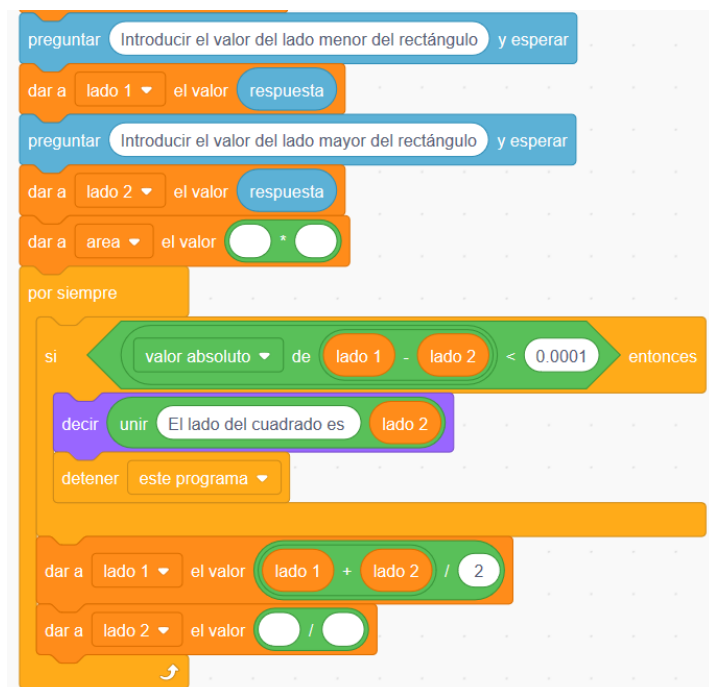 preguntar Introducir el valor del lado menor del rectángulo y esperar
dar a lado 1 el valor respuesta
preguntar Introducir el valor del lado mayor del rectángulo y esperar
dar a lado 2 el valor respuesta
dar a area el valor *
por siempre
si valor absoluto de lado 1 - lado 2 < 0.0001 entonces
decir unir El lado del cuadrado es lado 2
detener este programa
dar a lado 1 el valor lado 1 + lado 2 / 2
dar a lado 2 el valor /